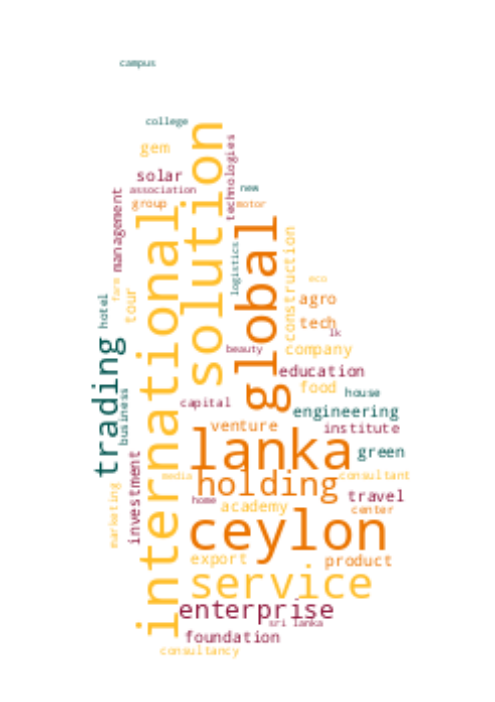 campus
college
solution
gem
technologies
solar
association
new
management
group
motor
international
global
construction
logistics
farm
tour
eco
agro
hotel
tech
lk
trading
beauty
company
education
business
food
house
capital
engineering
venture
institute
lanka
green
investment
media
holding
consultant
marketing
home
travel
academy
center
ceylon
export
product
service
enterprise
sri lanka
foundation
consultancy